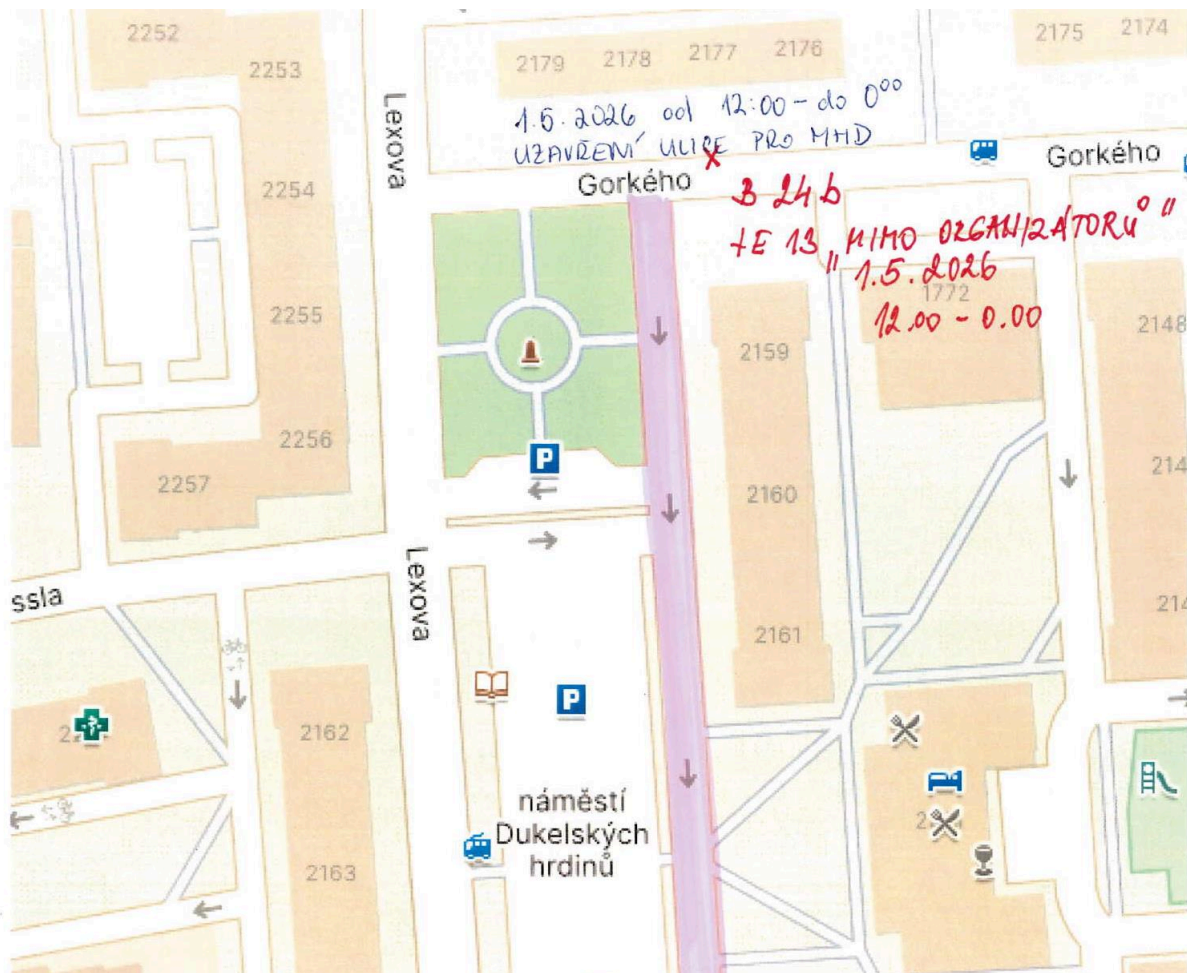 2252
2253
2179 2178 2177 2176
2175 2174
1.5.2026 od 12:00 - do 0⁰⁰
UZAVŘENÍ ULICE PRO MHD
Lexova
Gorkého
Gorkého
x
B 24 b
+E 13 „MIMO ORGANIZÁTORŮ"
" 1.5.2026
12.00 - 0.00
2254
2255
2256
2257
1772
2148
2159
P
2160
2161
214
214
ssla
Lexova
P
2162
2163
náměstí
Dukelských
hrdinů